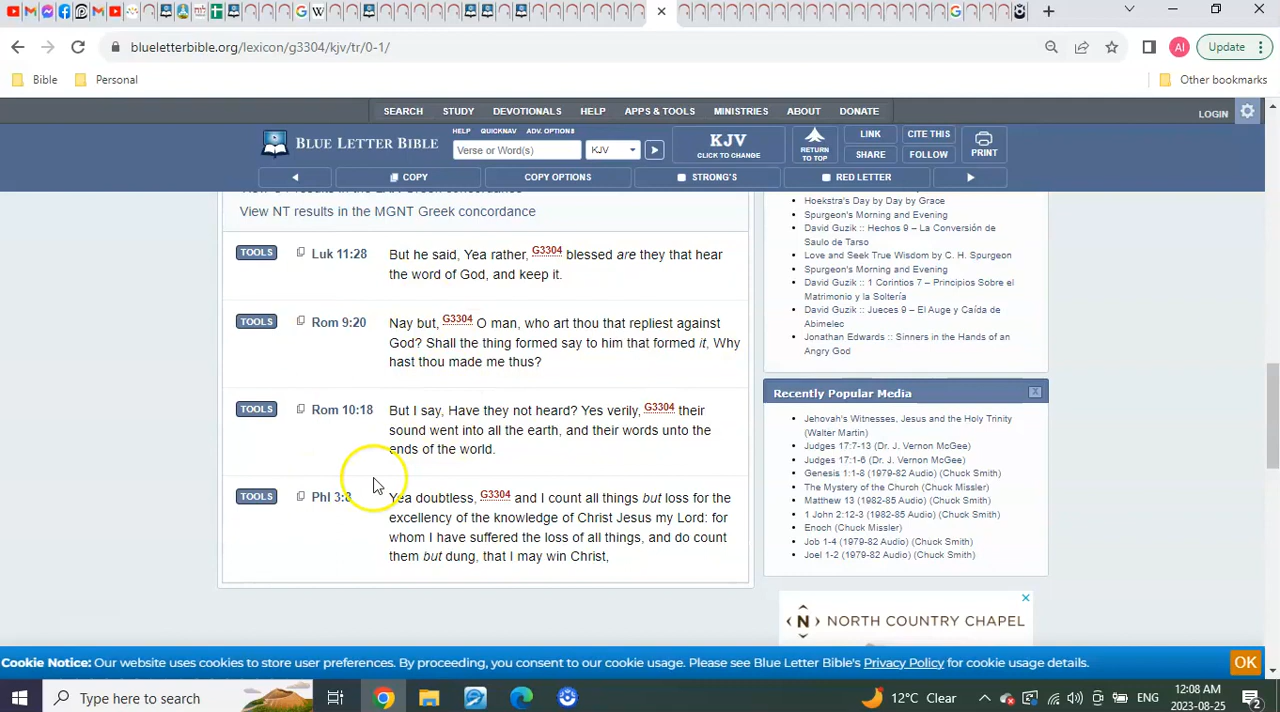 blueletterbible.org/lexicon/g3304/kjv/tr/0-1/
Update
Bible
Personal
Other bookmarks
SEARCH STUDY DEVOTIONALS HELP APPS & TOOLS MINISTRIES ABOUT DONATE
LOGIN
BLUE LETTER BIBLE
HELP QUICKNAV ADV. OPTIONS
Verse or Word(s)
KJV
KJV
CLICK TO CHANGE
RETURN
TO TOP
LINK
CITE THIS
SHARE
FOLLOW
PRINT
COPY
COPY OPTIONS
STRONG'S
RED LETTER
View NT results in the MGNT Greek concordance
TOOLS
Luk 11:28
But he said, Yea rather, G3304 blessed are they that hear
the word of God, and keep it.
TOOLS
Rom 9:20
Nay but, G3304 O man, who art thou that repliest against
God? Shall the thing formed say to him that formed it, Why
hast thou made me thus?
TOOLS
Rom 10:18
But I say, Have they not heard? Yes verily, G3304 their
sound went into all the earth, and their words unto the
ends of the world.
TOOLS
Phl 3:8
Yea doubtless, G3304 and I count all things but loss for the
excellency of the knowledge of Christ Jesus my Lord: for
whom I have suffered the loss of all things, and do count
them but dung, that I may win Christ,
Hoekstra's Day by Day by Grace
Spurgeon's Morning and Evening
David Guzik :: Hechos 9 – La Conversión de
Saulo de Tarso
Love and Seek True Wisdom by C. H. Spurgeon
Spurgeon's Morning and Evening
David Guzik :: 1 Corintios 7 – Principios Sobre el
Matrimonio y la Soltería
David Guzik :: Jueces 9 – El Auge y Caída de
Abimelec
Jonathan Edwards :: Sinners in the Hands of an
Angry God
Recently Popular Media
Jehovah's Witnesses, Jesus and the Holy Trinity
(Walter Martin)
Judges 17:7-13 (Dr. J. Vernon McGee)
Judges 17:1-6 (Dr. J. Vernon McGee)
Genesis 1:1-8 (1979-82 Audio) (Chuck Smith)
The Mystery of the Church (Chuck Missler)
Matthew 13 (1982-85 Audio) (Chuck Smith)
1 John 2:12-3 (1982-85 Audio) (Chuck Smith)
Enoch (Chuck Missler)
Job 1-4 (1979-82 Audio) (Chuck Smith)
Joel 1-2 (1979-82 Audio) (Chuck Smith)
N NORTH COUNTRY CHAPEL
Cookie Notice: Our website uses cookies to store user preferences. By proceeding, you consent to our cookie usage. Please see Blue Letter Bible's Privacy Policy for cookie usage details.
OK
Type here to search
12°C Clear
ENG
12:08 AM
2023-08-25
2